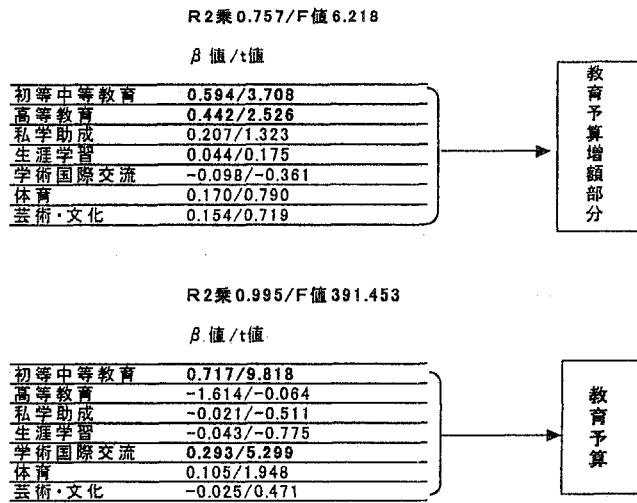 R2乗0.757/F値6.218
β値/t値
初等中等教育 0.594/3.708
高等教育 0.442/2.526
私学助成 0.207/1.323
生涯学習 0.044/0.175
学術国際交流 -0.098/-0.361
体育 0.170/0.790
芸術・文化 0.154/0.719
教育予算増額部分
R2乗0.995/F値391.453
β値/t値
初等中等教育 0.717/9.818
高等教育 -1.614/-0.064
私学助成 -0.021/-0.511
生涯学習 -0.043/-0.775
学術国際交流 0.293/5.299
体育 0.105/1.948
芸術・文化 -0.025/0.471
教育予算